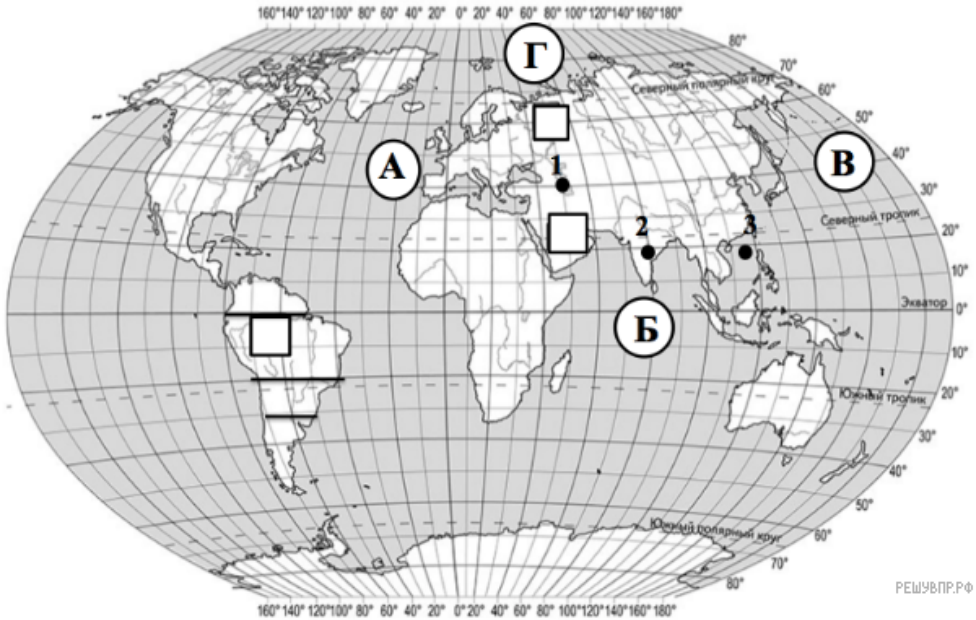 160°140° 120° 100° 80° 60° 40° 20° 0° 20° 40° 60° 80° 100°120°140° 160°
Г
80°
70°
Северный полярный круг
60°
50°
А
1
В
40°
30°
Северный тропик
2
3
20°
10°
Экватор
0°
Б
10°
Южный тропик
20°
30°
40°
50°
Южный полярный круг
60°
70°
80°
РЕШУВПР.РФ
160°140° 120° 100° 80° 60° 40° 20° 0° 20° 40° 60° 80° 100° 120°140°160°180°